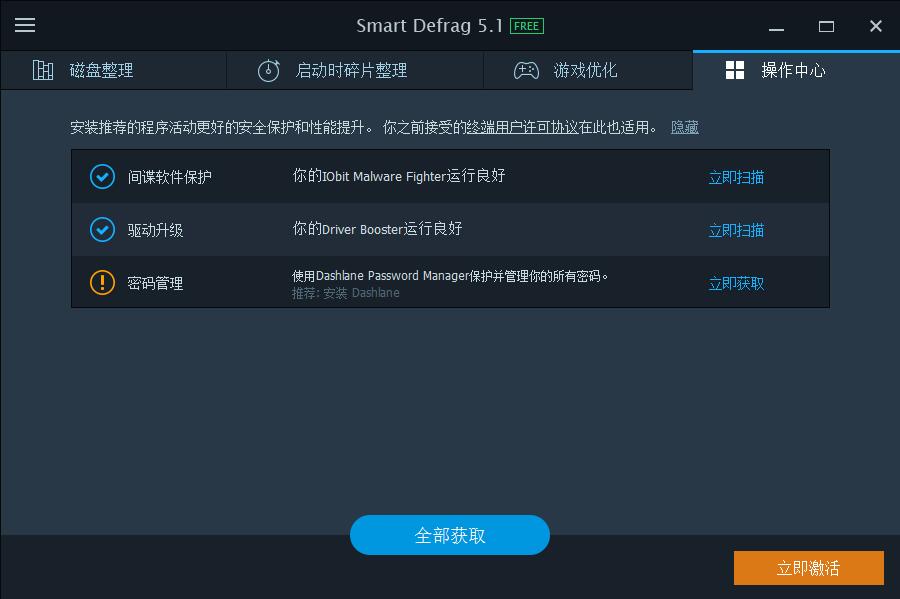 Smart Defrag 5.1 FREE
磁盘整理 启动时碎片整理 游戏优化 操作中心
安装推荐的程序活动更好的安全保护和性能提升。 你之前接受的终端用户许可协议在此也适用。 隐藏
间谍软件保护 你的IObit Malware Fighter运行良好 立即扫描
驱动升级 你的Driver Booster运行良好 立即扫描
密码管理 使用Dashlane Password Manager保护并管理你的所有密码。 立即获取
推荐: 安装 Dashlane
全部获取
立即激活